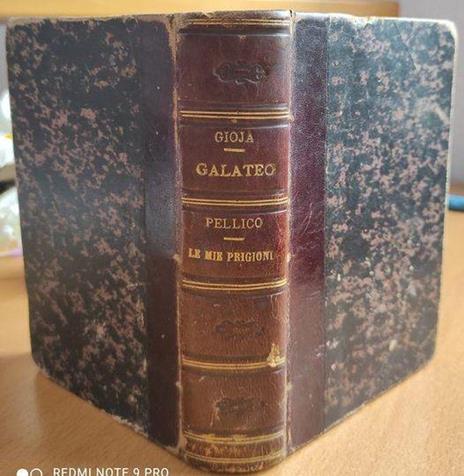 GIOJA
GALATEO
PELLICO
LE MIE PRIGIONI
REDMI NOTE 9 PRO